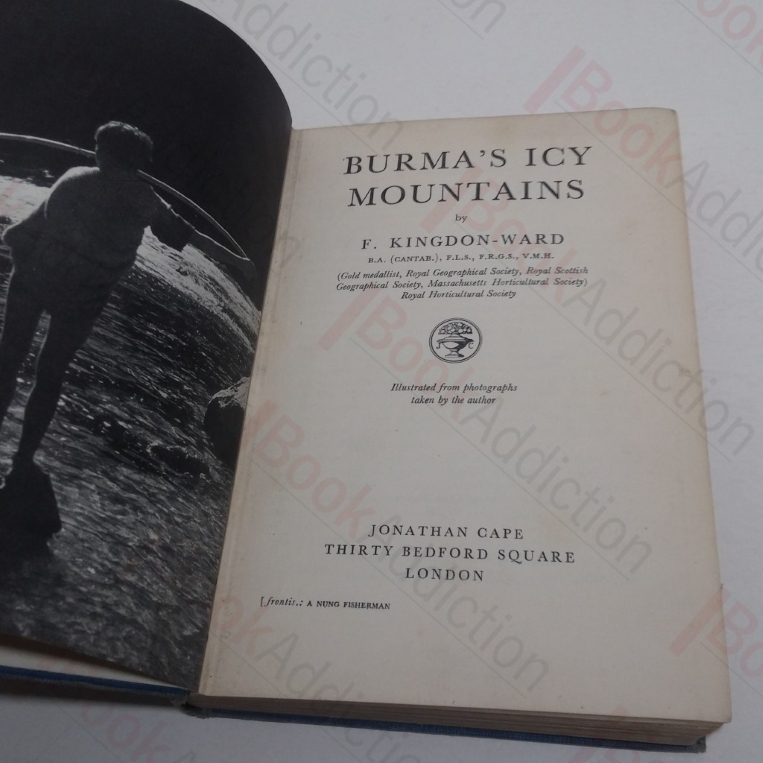 BURMA'S ICY
MOUNTAINS
by
F. KINGDON-WARD
B.A. (CANTAB.), F.L.S., F.R.G.S., V.M.H.
(Gold medallist, Royal Geographical Society, Royal Scottish
Geographical Society, Massachusetts Horticultural Society)
Royal Horticultural Society
J C
Illustrated from photographs
taken by the author
JONATHAN CAPE
THIRTY BEDFORD SQUARE
LONDON
[frontis.: A NUNG FISHERMAN
BookAddiction